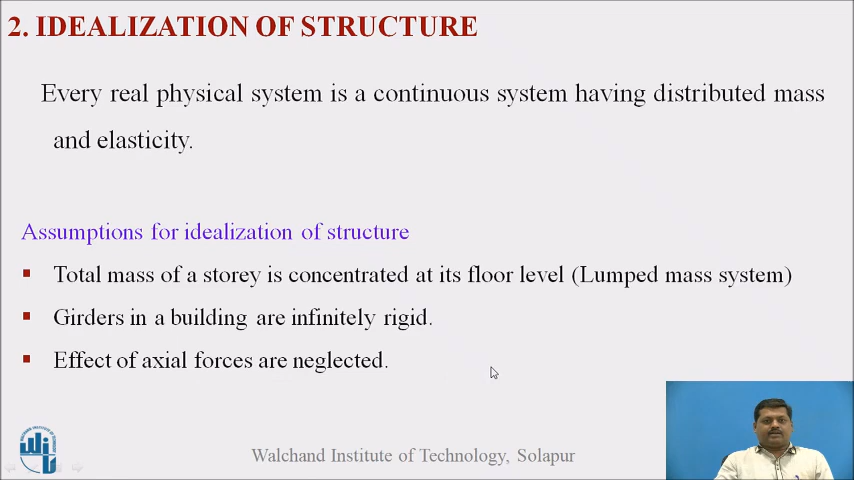 2. IDEALIZATION OF STRUCTURE
Every real physical system is a continuous system having distributed mass
and elasticity.
Assumptions for idealization of structure
Total mass of a storey is concentrated at its floor level (Lumped mass system)
Girders in a building are infinitely rigid.
Effect of axial forces are neglected.
Walchand Institute of Technology, Solapur